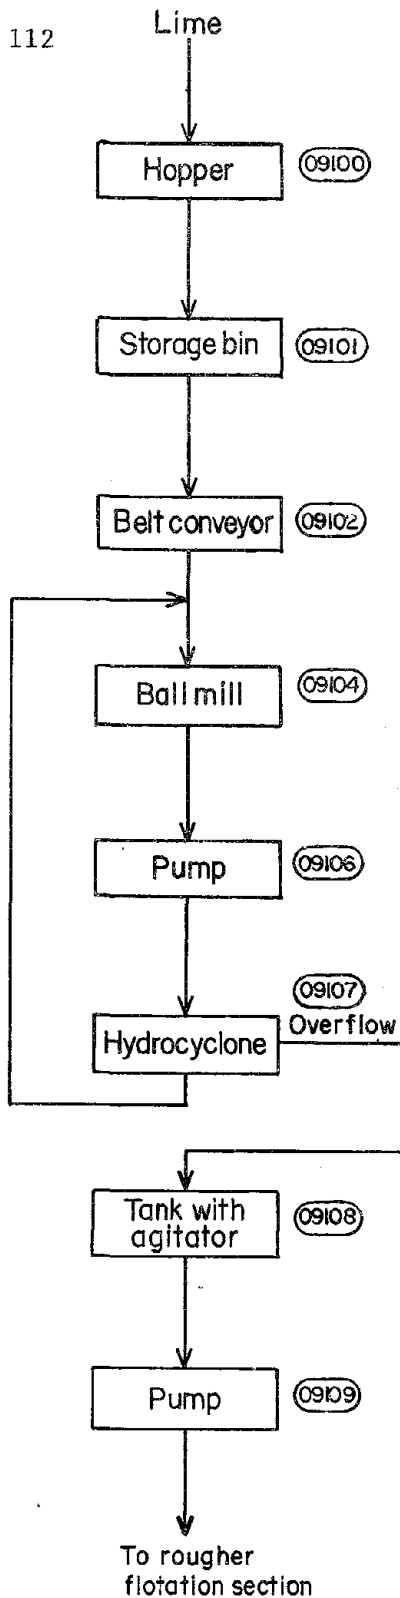 112
Lime
Hopper
09100
Storage bin
09101
Belt conveyor
09102
Ball mill
09104
Pump
09106
09107
Overflow
Hydrocyclone
Tank with
agitator
09108
Pump
09109
To rougher
flotation section